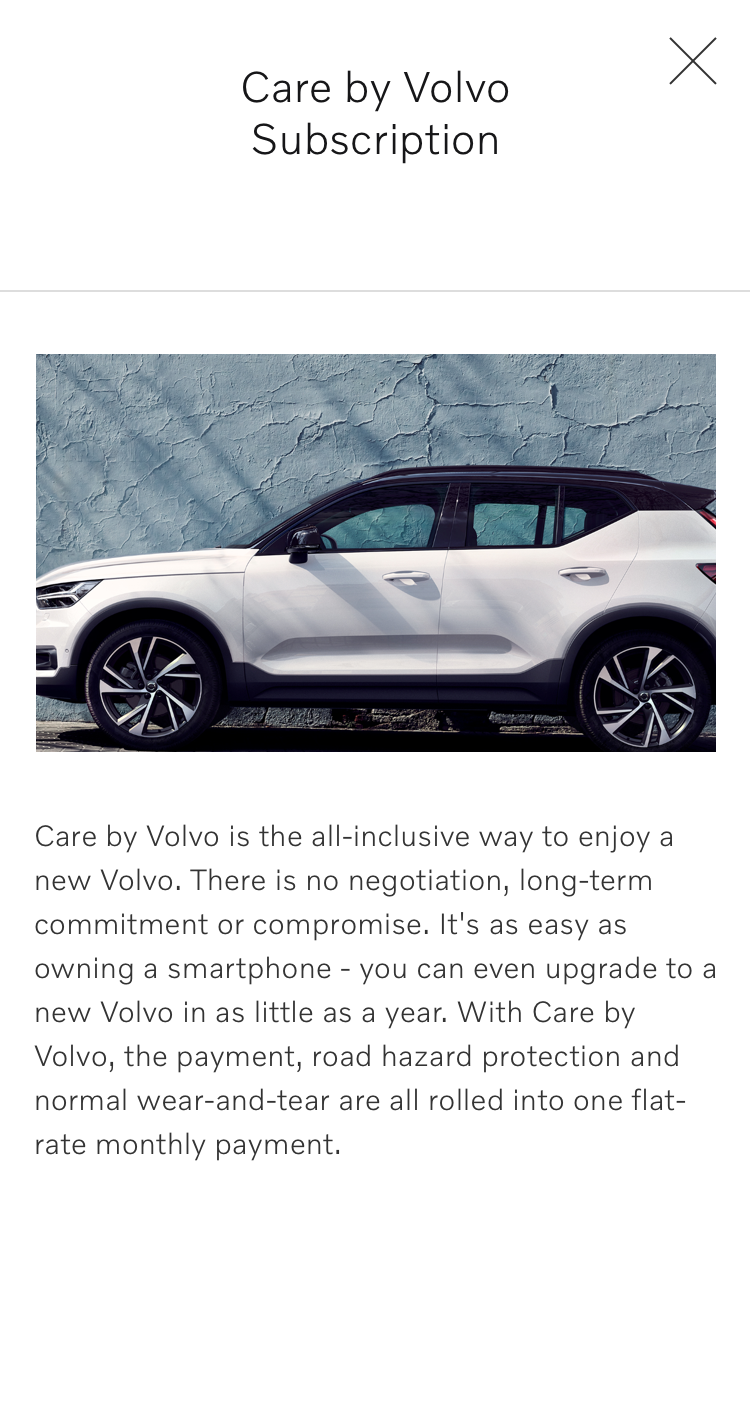 Care by Volvo
Subscription
Care by Volvo is the all-inclusive way to enjoy a
new Volvo. There is no negotiation, long-term
commitment or compromise. It's as easy as
owning a smartphone - you can even upgrade to a
new Volvo in as little as a year. With Care by
Volvo, the payment, road hazard protection and
normal wear-and-tear are all rolled into one flat-
rate monthly payment.